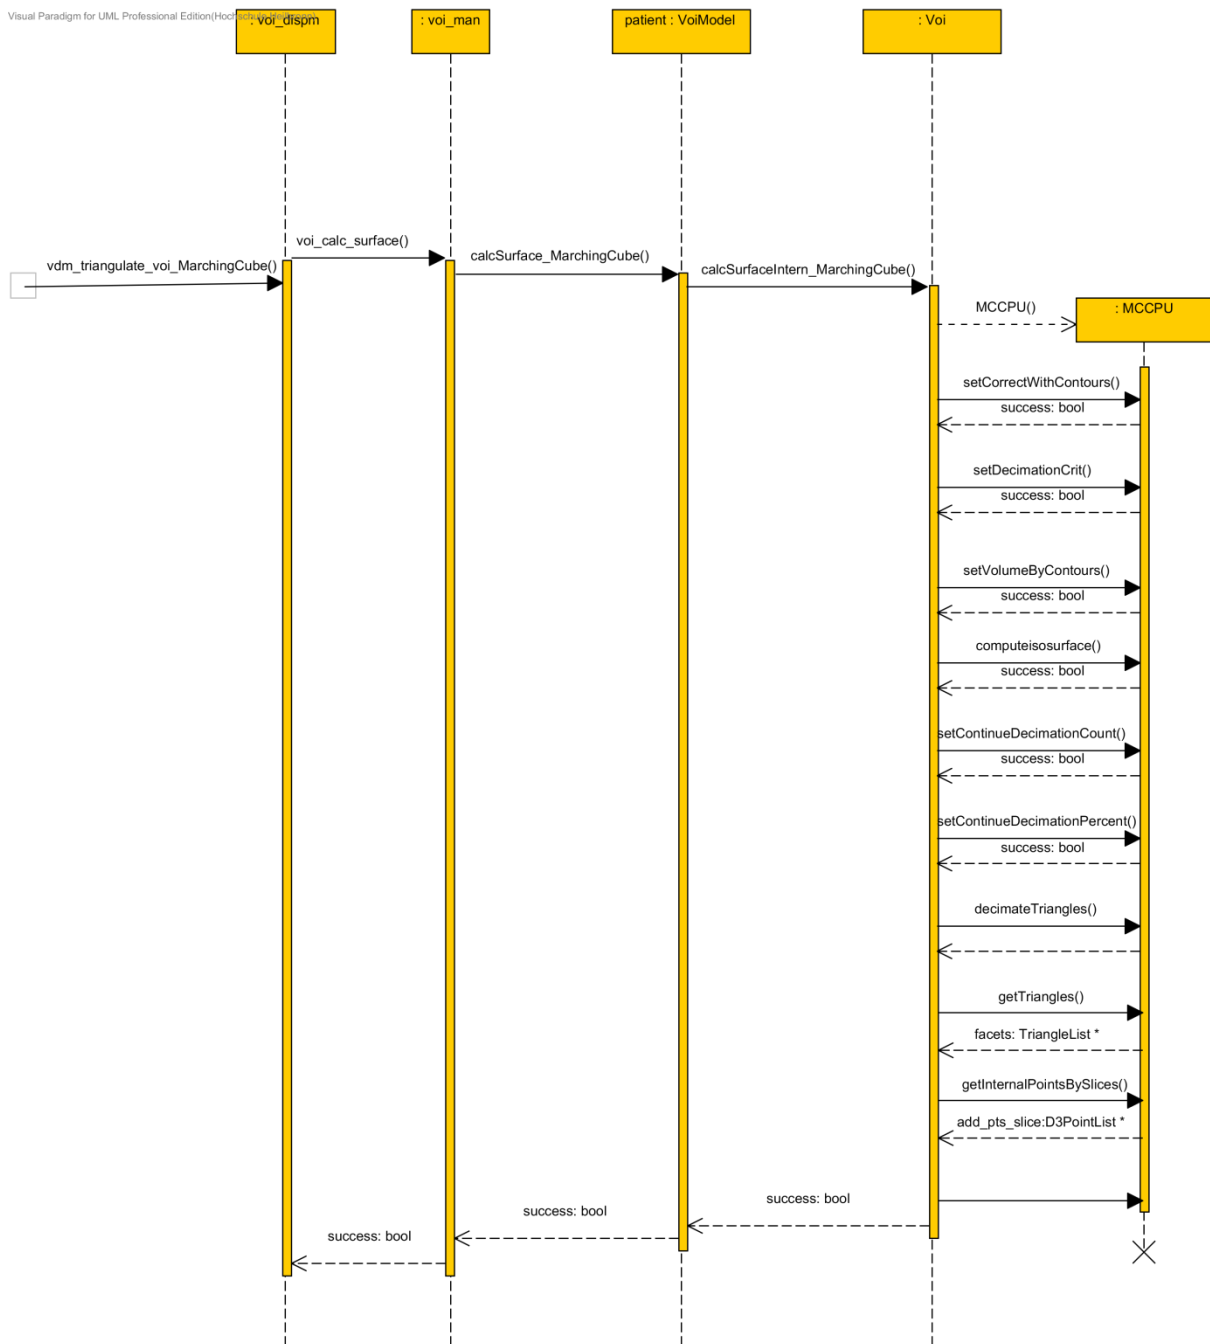 Visual Paradigm for UML Professional Edition(Hochschule Heilbronn)
: voi_dispm
: voi_man
patient : VoiModel
: Voi
voi_calc_surface()
vdm_triangulate_voi_MarchingCube()
calcSurface_MarchingCube()
calcSurfaceIntern_MarchingCube()
MCCPU()
: MCCPU
setCorrectWithContours()
success: bool
setDecimationCrit()
success: bool
setVolumeByContours()
success: bool
computeisosurface()
success: bool
setContinueDecimationCount()
success: bool
setContinueDecimationPercent()
success: bool
decimateTriangles()
getTriangles()
facets: TriangleList *
getInternalPointsBySlices()
add_pts_slice:D3PointList *
success: bool
success: bool
success: bool